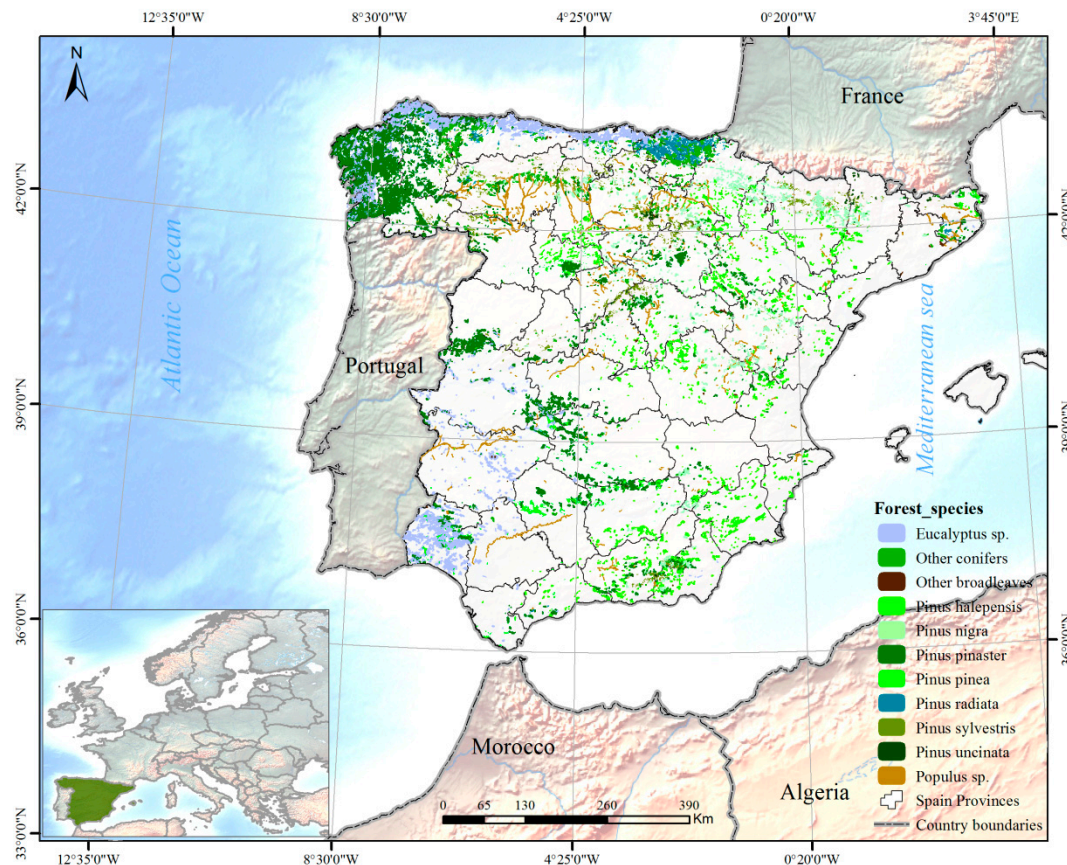 12°35'0"W 8°30'0"W 4°25'0"W 0°20'0"W 3°45'0"E
N
France
42°0'0"N
42°0'0"N
Atlantic Ocean
Portugal
39°0'0"N
39°0'0"N
Mediterranean sea
Forest_species
Eucalyptus sp.
Other conifers
Other broadleaves
Pinus halepensis
36°0'0"N
Pinus nigra
36°0'0"N
Pinus pinaster
Pinus pinea
Pinus radiata
Pinus sylvestris
Morocco
Pinus uncinata
Populus sp.
Algeria
Spain Provinces
0 65 130 260 390
Km
Country boundaries
33°0'0"N
12°35'0"W 8°30'0"W 4°25'0"W 0°20'0"W